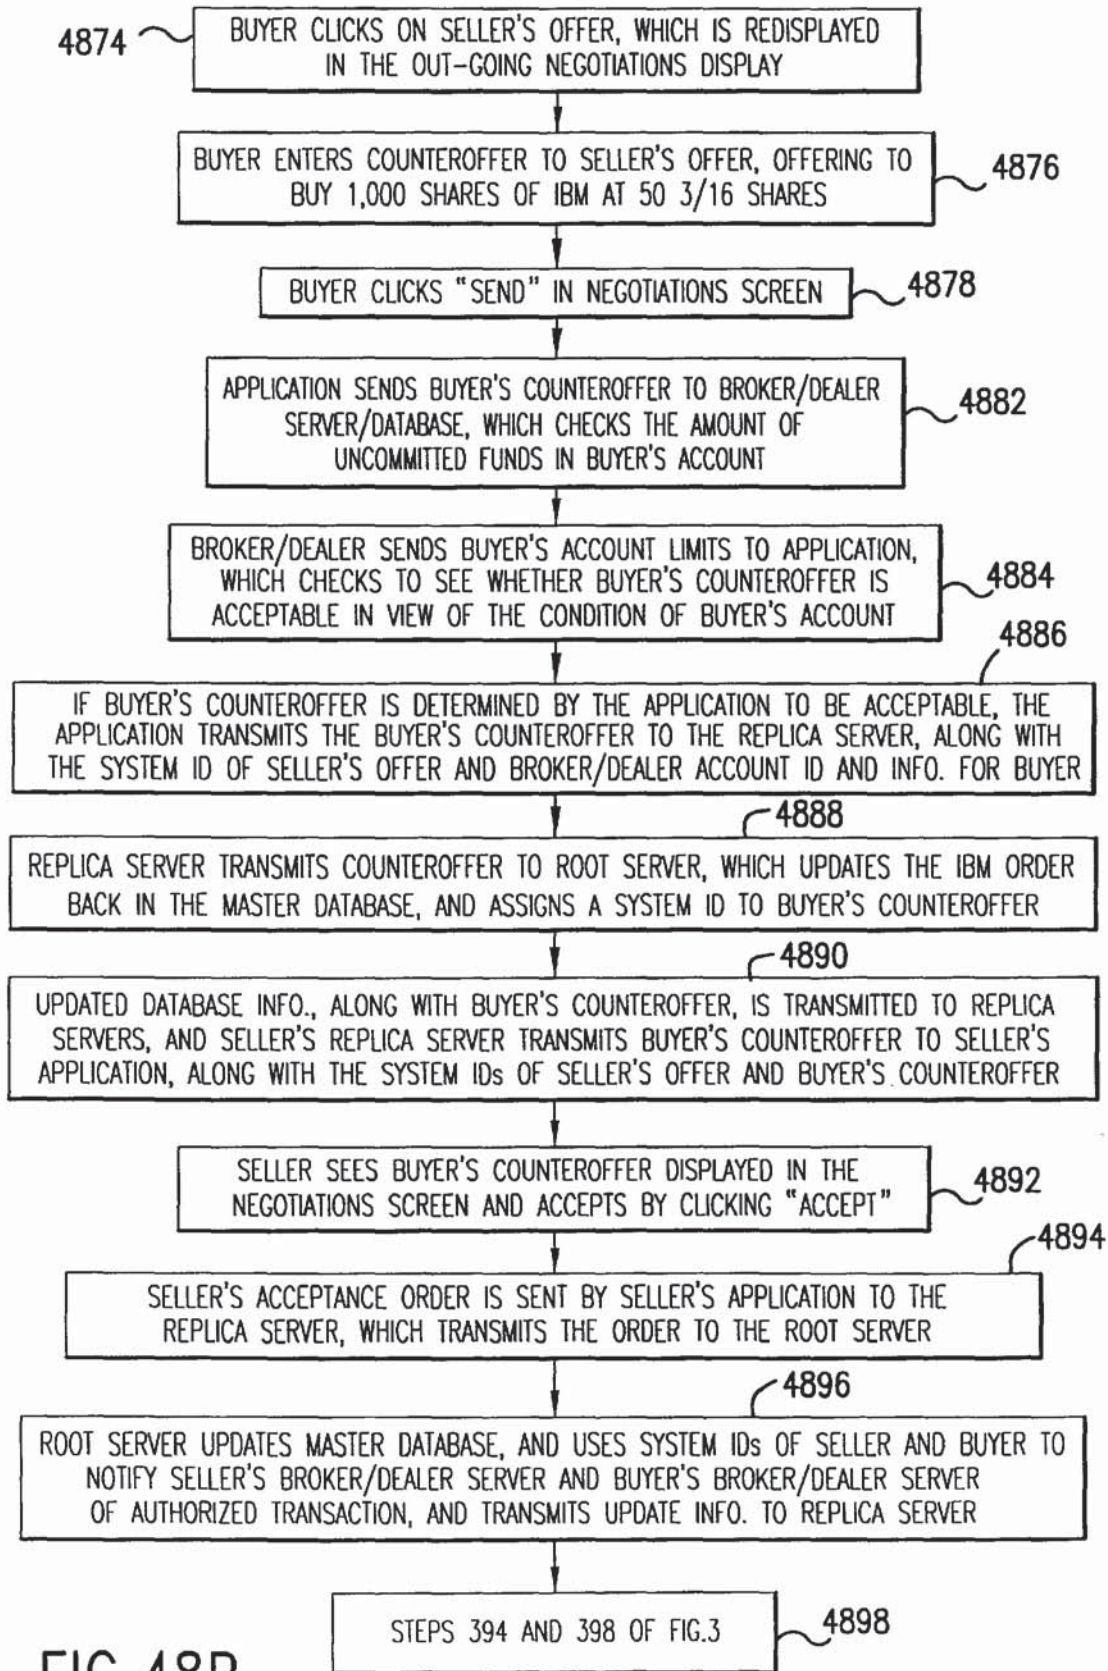 4874
BUYER CLICKS ON SELLER'S OFFER, WHICH IS REDISPLAYED
IN THE OUT-GOING NEGOTIATIONS DISPLAY
BUYER ENTERS COUNTEROFFER TO SELLER'S OFFER, OFFERING TO
BUY 1,000 SHARES OF IBM AT 50 3/16 SHARES
4876
BUYER CLICKS "SEND" IN NEGOTIATIONS SCREEN
4878
APPLICATION SENDS BUYER'S COUNTEROFFER TO BROKER/DEALER
SERVER/DATABASE, WHICH CHECKS THE AMOUNT OF
UNCOMMITTED FUNDS IN BUYER'S ACCOUNT
4882
BROKER/DEALER SENDS BUYER'S ACCOUNT LIMITS TO APPLICATION,
WHICH CHECKS TO SEE WHETHER BUYER'S COUNTEROFFER IS
ACCEPTABLE IN VIEW OF THE CONDITION OF BUYER'S ACCOUNT
4884
4886
IF BUYER'S COUNTEROFFER IS DETERMINED BY THE APPLICATION TO BE ACCEPTABLE, THE
APPLICATION TRANSMITS THE BUYER'S COUNTEROFFER TO THE REPLICA SERVER, ALONG WITH
THE SYSTEM ID OF SELLER'S OFFER AND BROKER/DEALER ACCOUNT ID AND INFO. FOR BUYER
4888
REPLICA SERVER TRANSMITS COUNTEROFFER TO ROOT SERVER, WHICH UPDATES THE IBM ORDER
BACK IN THE MASTER DATABASE, AND ASSIGNS A SYSTEM ID TO BUYER'S COUNTEROFFER
4890
UPDATED DATABASE INFO., ALONG WITH BUYER'S COUNTEROFFER, IS TRANSMITTED TO REPLICA
SERVERS, AND SELLER'S REPLICA SERVER TRANSMITS BUYER'S COUNTEROFFER TO SELLER'S
APPLICATION, ALONG WITH THE SYSTEM IDs OF SELLER'S OFFER AND BUYER'S COUNTEROFFER
SELLER SEES BUYER'S COUNTEROFFER DISPLAYED IN THE
NEGOTIATIONS SCREEN AND ACCEPTS BY CLICKING "ACCEPT"
4892
4894
SELLER'S ACCEPTANCE ORDER IS SENT BY SELLER'S APPLICATION TO THE
REPLICA SERVER, WHICH TRANSMITS THE ORDER TO THE ROOT SERVER
4896
ROOT SERVER UPDATES MASTER DATABASE, AND USES SYSTEM IDs OF SELLER AND BUYER TO
NOTIFY SELLER'S BROKER/DEALER SERVER AND BUYER'S BROKER/DEALER SERVER
OF AUTHORIZED TRANSACTION, AND TRANSMITS UPDATE INFO. TO REPLICA SERVER
STEPS 394 AND 398 OF FIG.3
4898